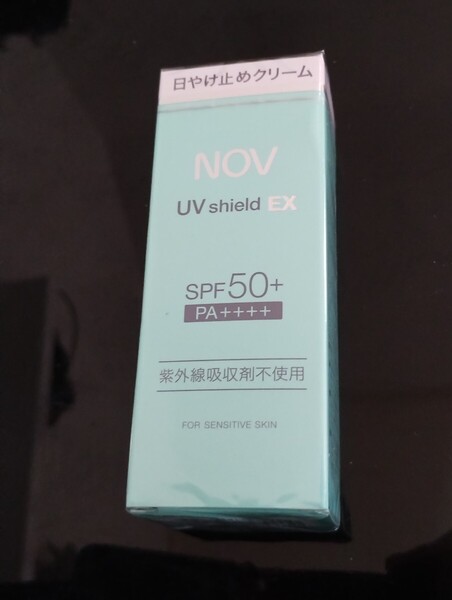 日やけ止めクリーム
NOV
UV shield EX
SPF50+
PA++++
紫外線吸収剤不使用
FOR SENSITIVE SKIN